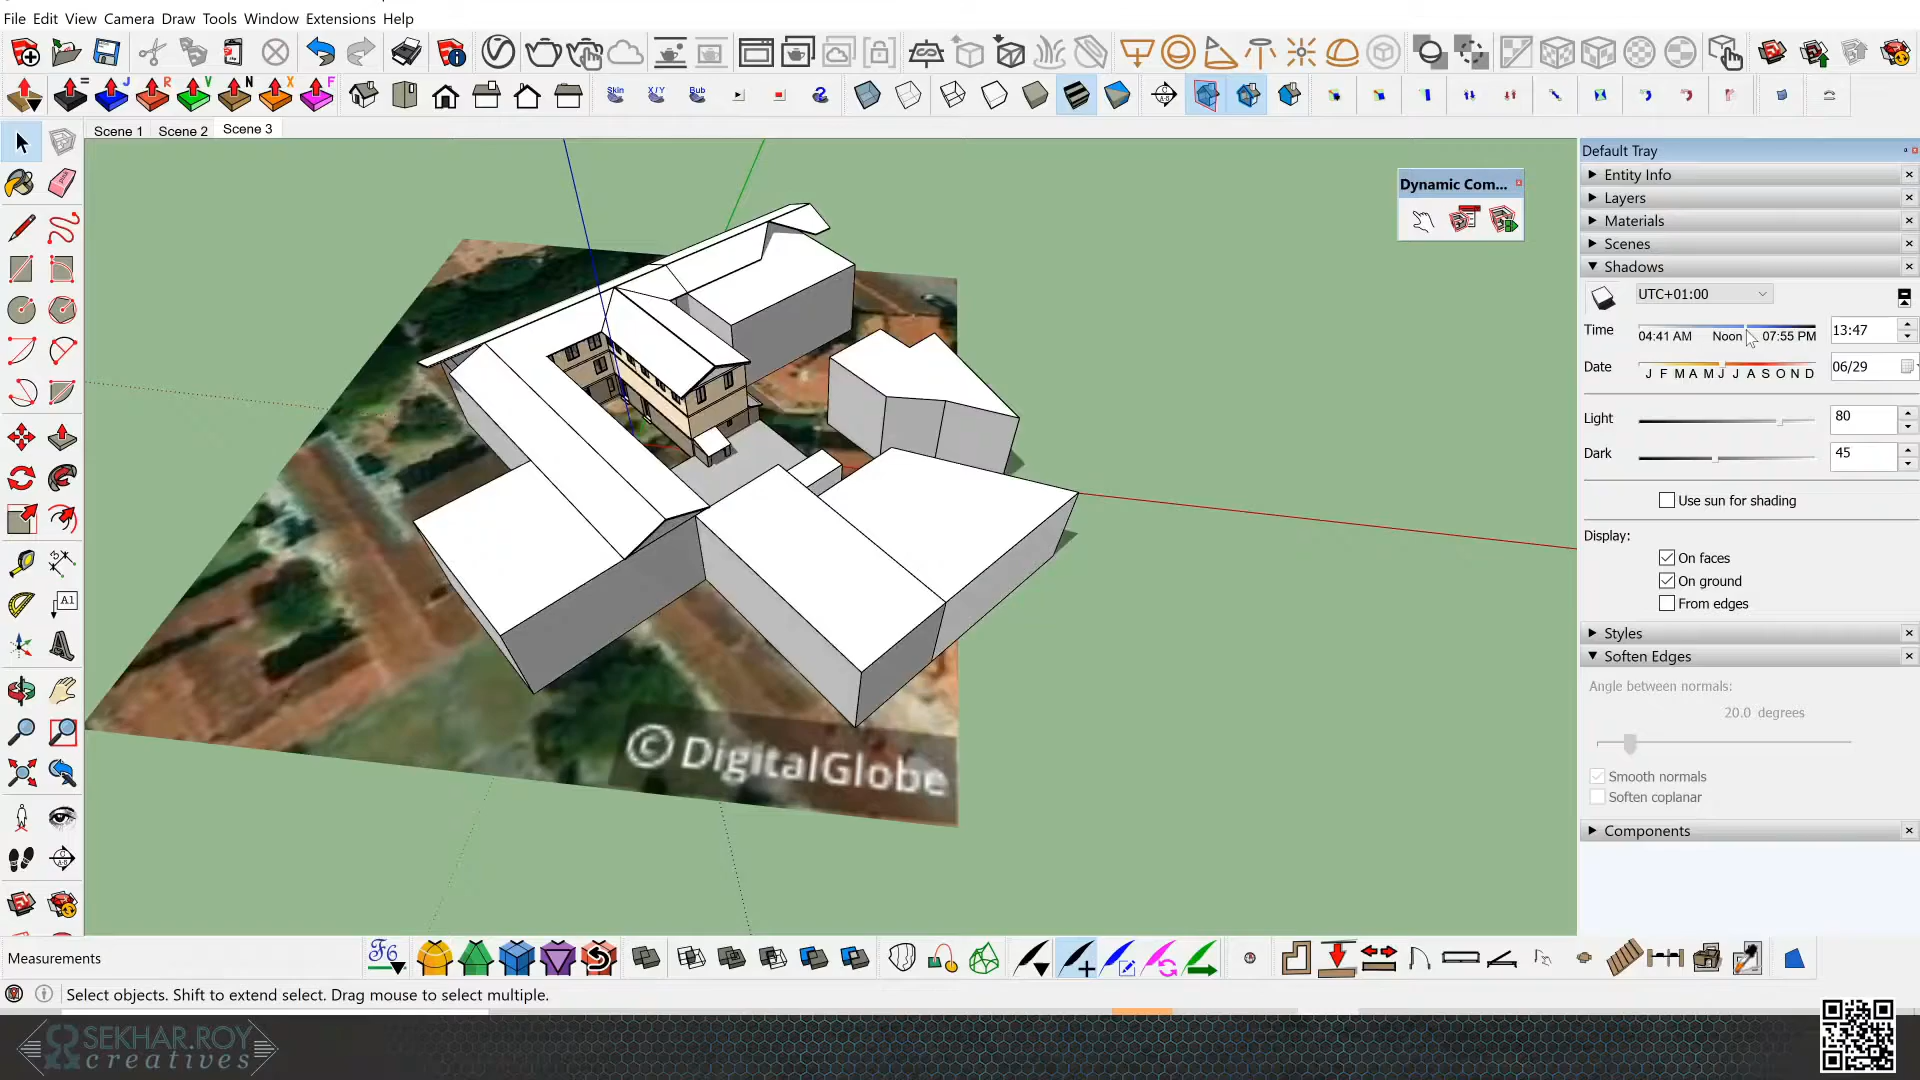 File Edit View Camera Draw Tools Window Extensions Help
= J R V N X F
Skin X/Y Bub
Scene 1 Scene 2 Scene 3
Default Tray
Entity Info
Layers
Materials
Scenes
Shadows
UTC+01:00
Time 04:41 AM Noon 07:55 PM 13:47
Date J F M A M J J A S O N D 06/29
Light 80
Dark 45
Use sun for shading
Display:
On faces
On ground
From edges
Styles
Soften Edges
Angle between normals:
20.0 degrees
Smooth normals
Soften coplanar
Components
Dynamic Com...
A1
© DigitalGlobe
Measurements
F6
Select objects. Shift to extend select. Drag mouse to select multiple.
SEKHAR.ROY
creatives